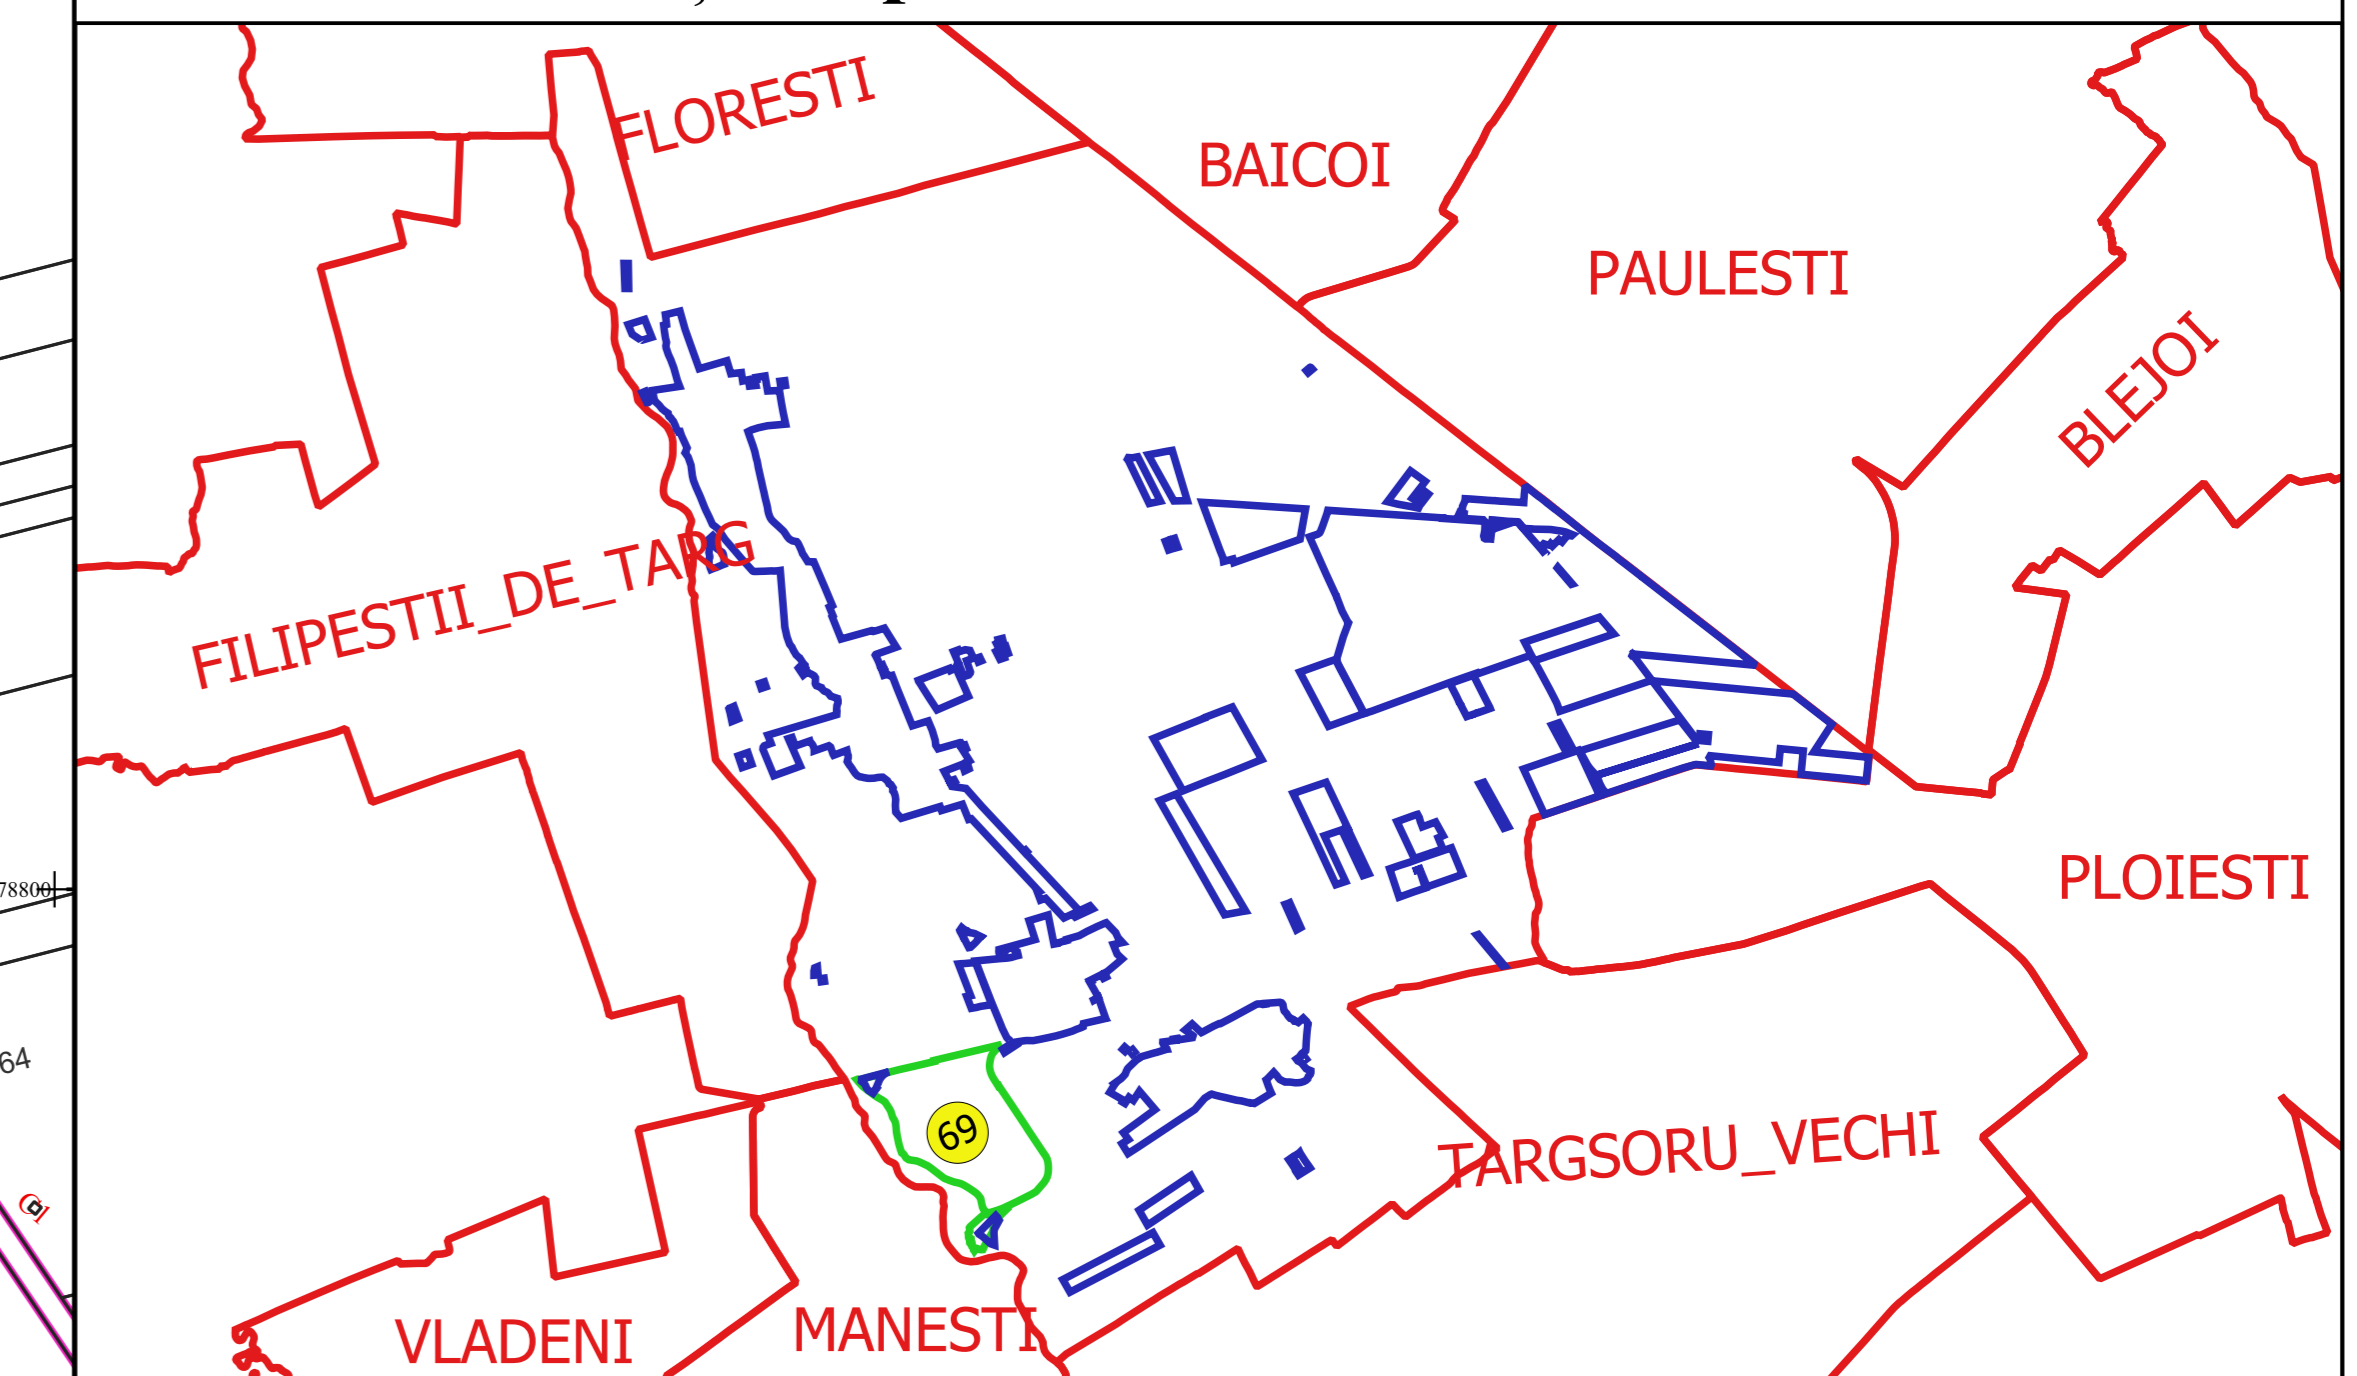 FLORESTI
BAICOI
PAULESTI
BLEJOI
FILIPESTII_DE_TARG
PLOIESTI
78800
64
69
TARGSORU_VECHI
VLADENI
MANESTI